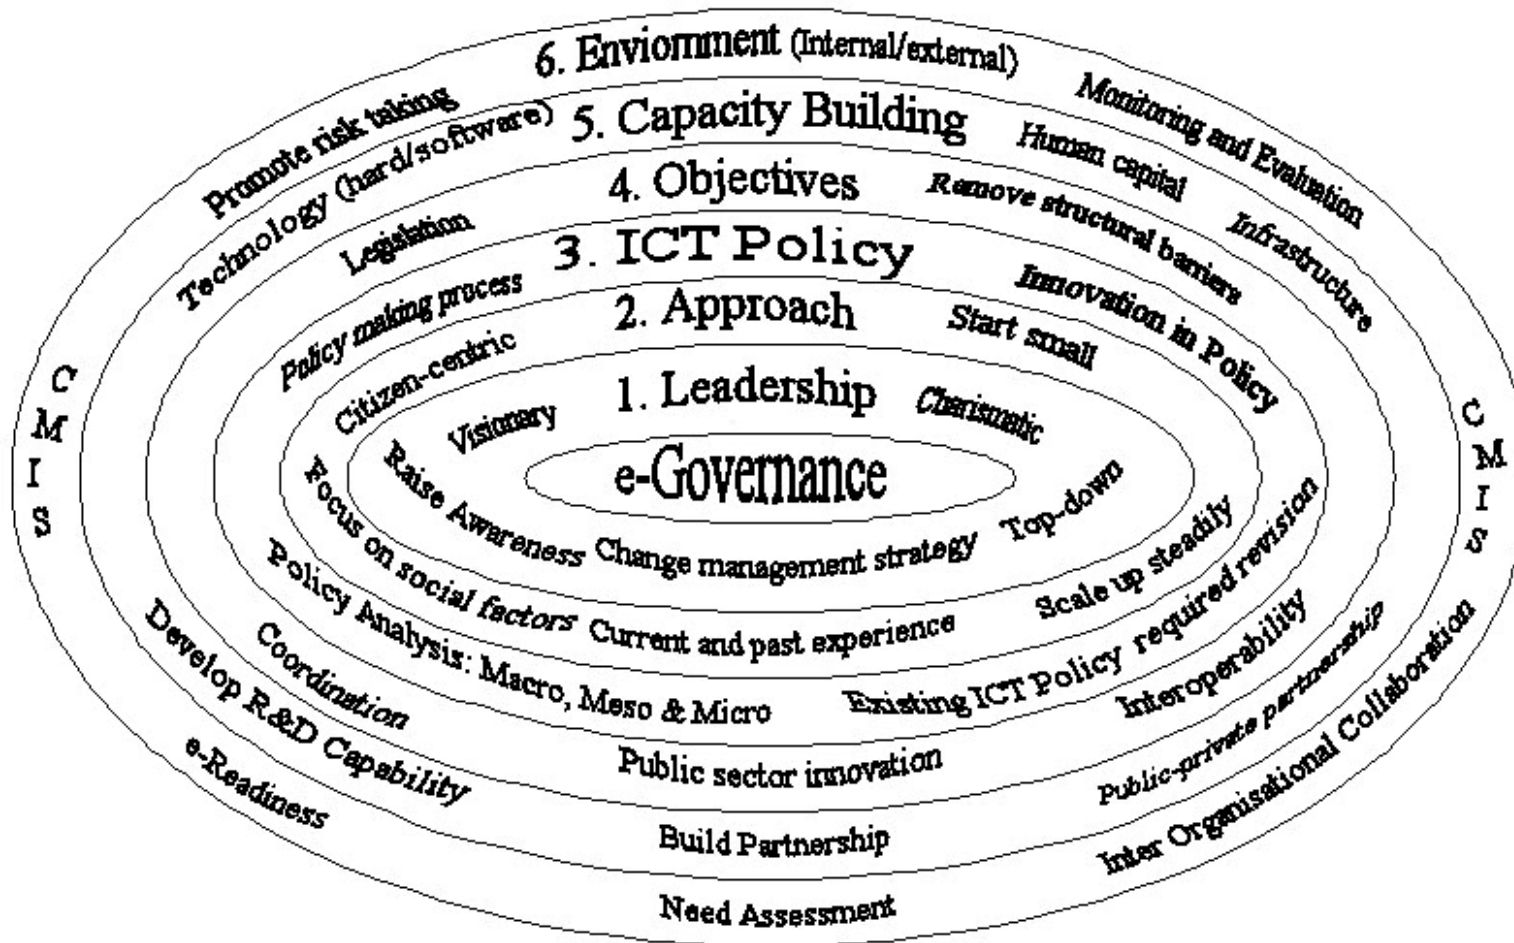 6. Enviornment (Internal/external)
Promote risk taking
Monitoring and Evaluation
C
M
I
S
C
M
I
S
e-Readiness
Need Assessment
Inter Organisational Collaboration
5. Capacity Building
Technology (hard/software)
Human capital
Infrastructure
Develop R&D Capability
Build Partnership
Public-private partnership
4. Objectives
Legislation
Remove structural barriers
Coordination
Public sector innovation
Interoperability
3. ICT Policy
Policy making process
Innovation in Policy
Policy Analysis: Macro, Meso & Micro
Existing ICT Policy required revision
2. Approach
Citizen-centric
Start small
Focus on social factors
Current and past experience
Scale up steadily
1. Leadership
Visionary
Charismatic
Raise Awareness
Change management strategy
Top-down
e-Governance